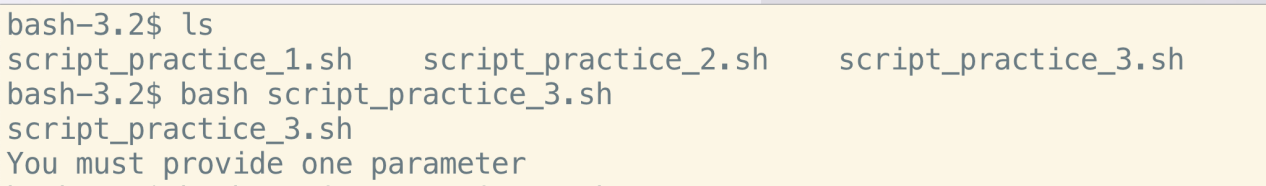 bash-3.2$ ls
script_practice_1.sh    script_practice_2.sh    script_practice_3.sh
bash-3.2$ bash script_practice_3.sh
script_practice_3.sh
You must provide one parameter